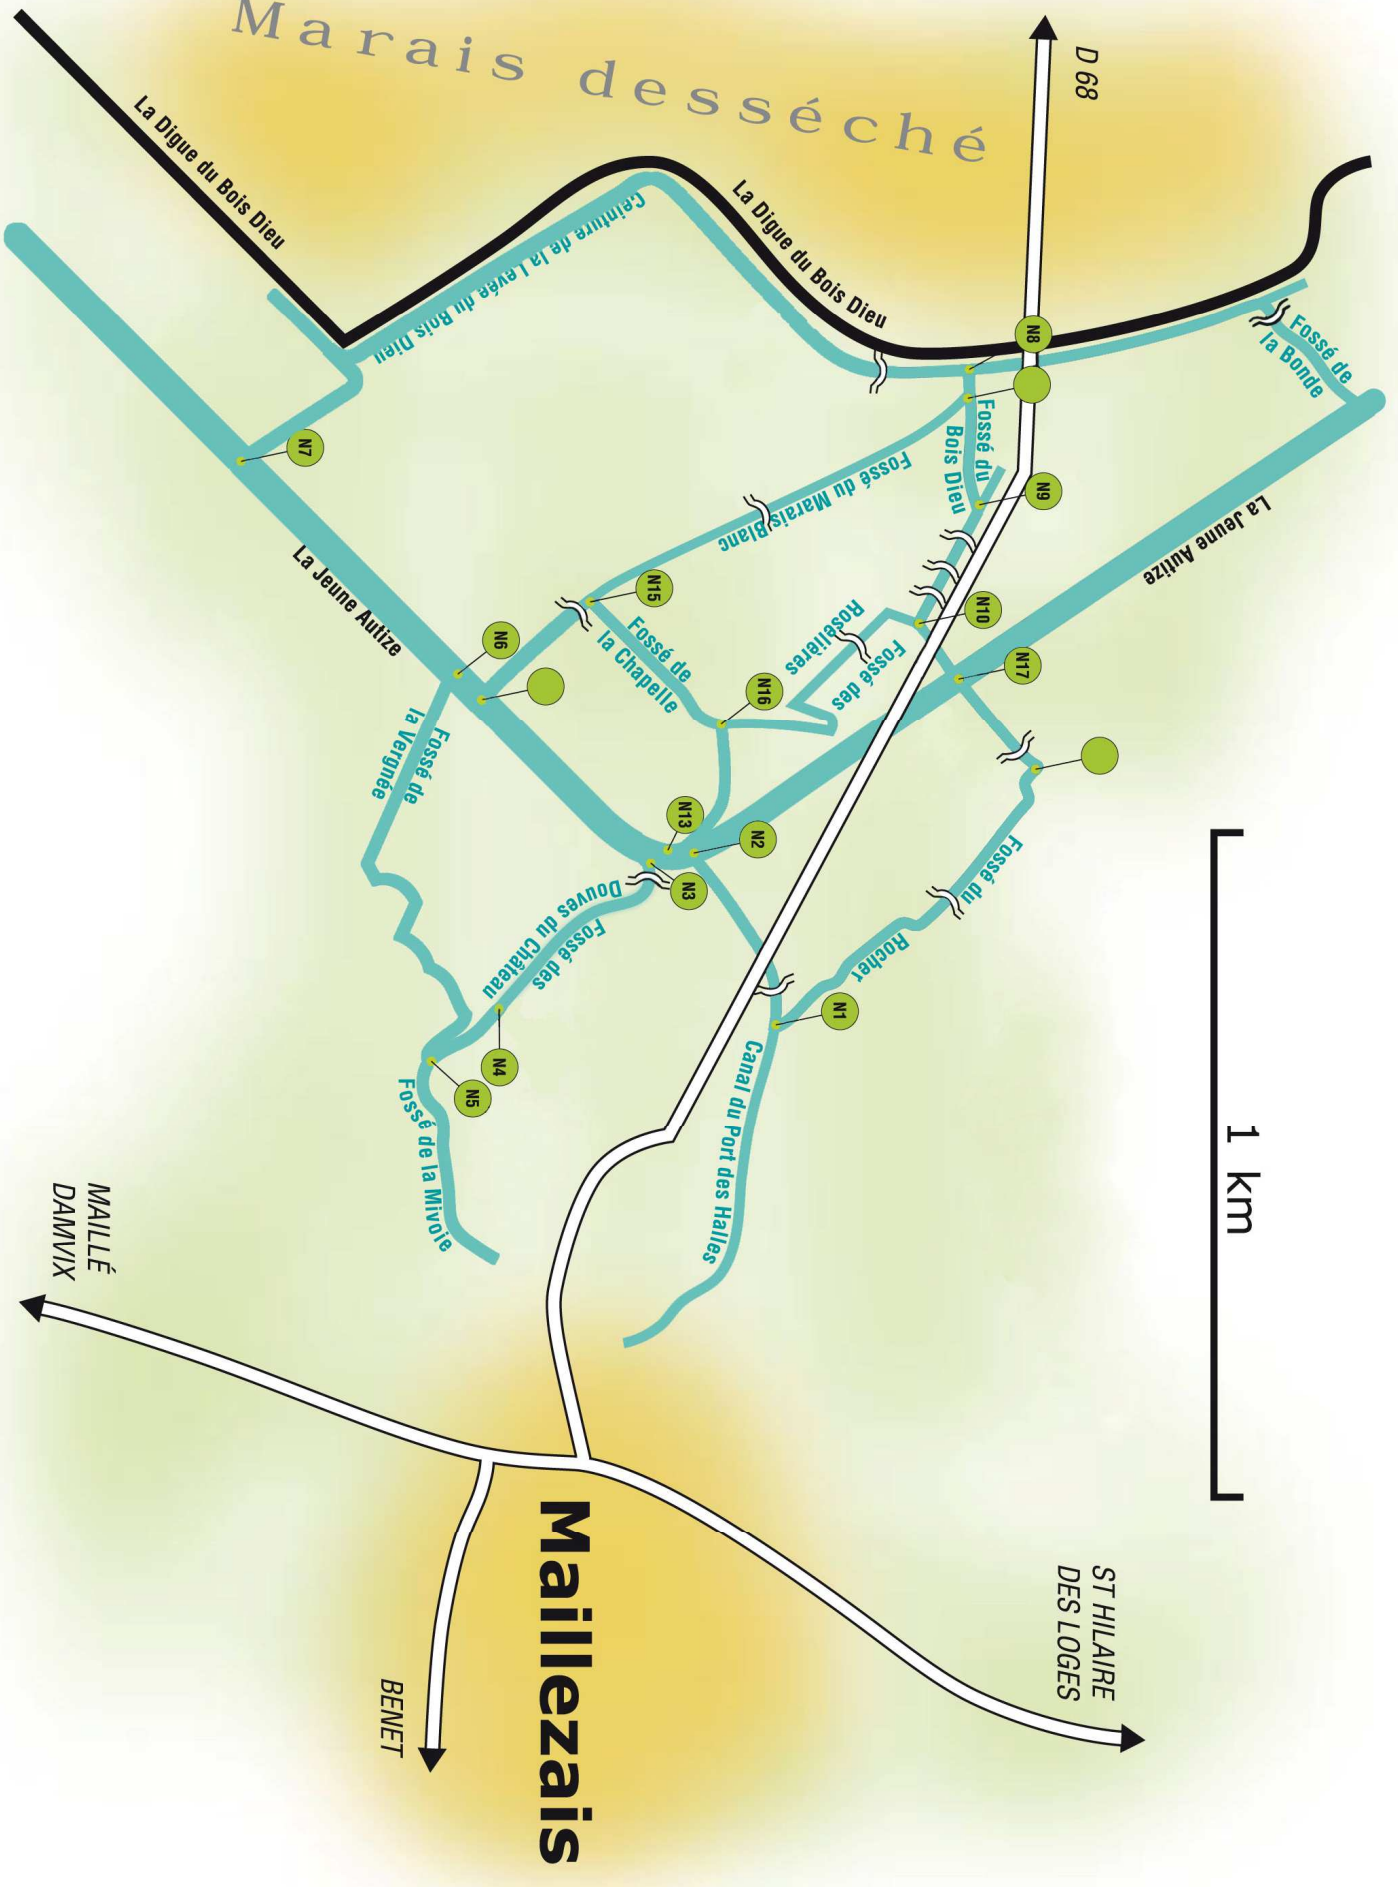 Marais desséché
D 68
La Digue du Bois Dieu
Ceinture de la Levée du Bois Dieu
La Digue du Bois Dieu
Fossé de
la Bonde
N8
N7
Fossé du
Bois Dieu
N9
Fossé du Marais Blanc
La Jeune Autize
La Jeune Autize
N15
N10
N6
N17
Fossé de
la Chapelle
Fossé des
Roselières
N16
Fossé de
la Vergnée
N13
N2
N3
Fossé du
Rocher
Fossé des
Douves du Château
N1
N4
N5
Fossé de la Mivoie
Canal du Port des Halles
1 km
MAILLÉ
DAMVIX
Maillezais
ST HILAIRE
DES LOGES
BENET